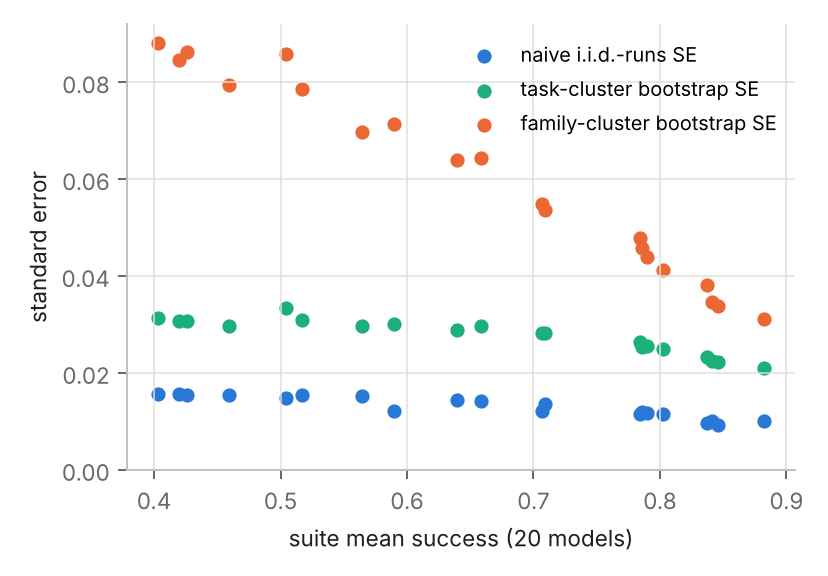 naive i.i.d.-runs SE
task-cluster bootstrap SE
family-cluster bootstrap SE
standard error
0.08
0.06
0.04
0.02
0.00
0.4 0.5 0.6 0.7 0.8 0.9
suite mean success (20 models)